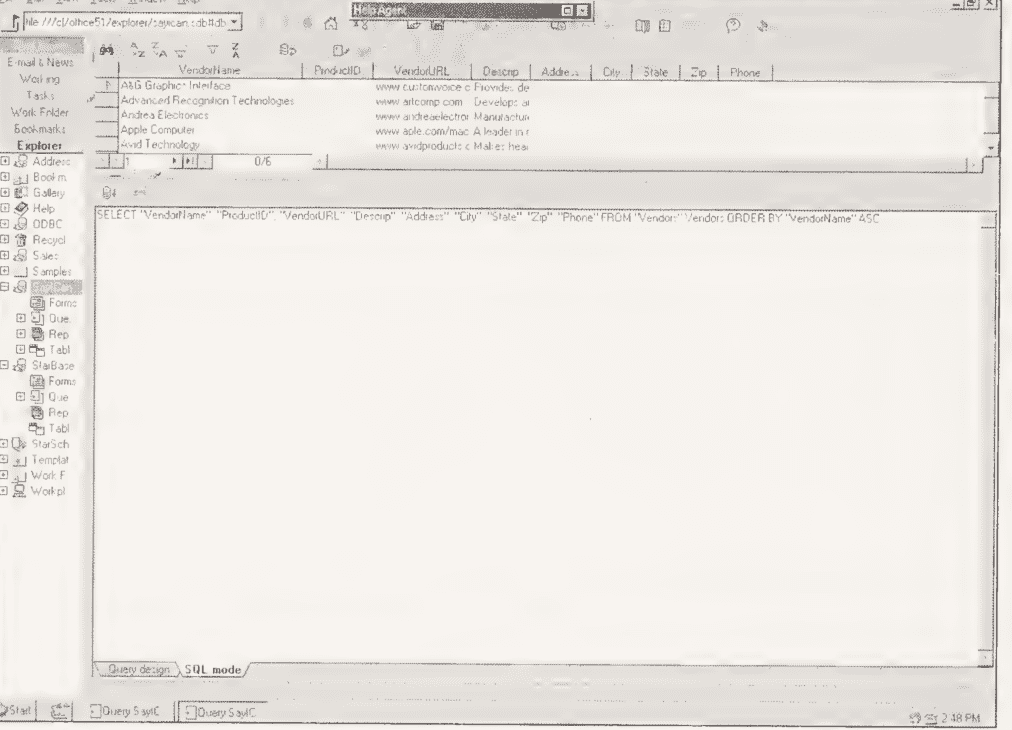 Help Agent
file:///c|/office51/explorer/sayican.sdb#db
E-mail & News
Working
Tasks
Work Folder
Bookmarks
Explorer
Address
Bookm
Gallery
Help
ODBC
Recycl
Sales
Samples
Forms
Que
Rep
Tabl
StarBase
Forms
Que
Rep
Tabl
StarSch
Templat
Work F
Workpl
VendorName ProductID VendorURL Descrip Address City State Zip Phone
A&G Graphics Interface www.customvoice.c Provides de
Advanced Recognition Technologies www.artcomp.com Develops ar
Andrea Electronics www.andreaelectror Manufactur
Apple Computer www.aple.com/mac A leader in r
Avid Technology www.avidproducts.c Makes hea
1 0/6
SELECT "VendorName" "ProductID" "VendorURL" "Descrip" "Address" "City" "State" "Zip" "Phone" FROM "Vendors" Vendors ORDER BY "VendorName" ASC
Query design SQL mode
Start Query SayIC Query SayIC 2:48 PM